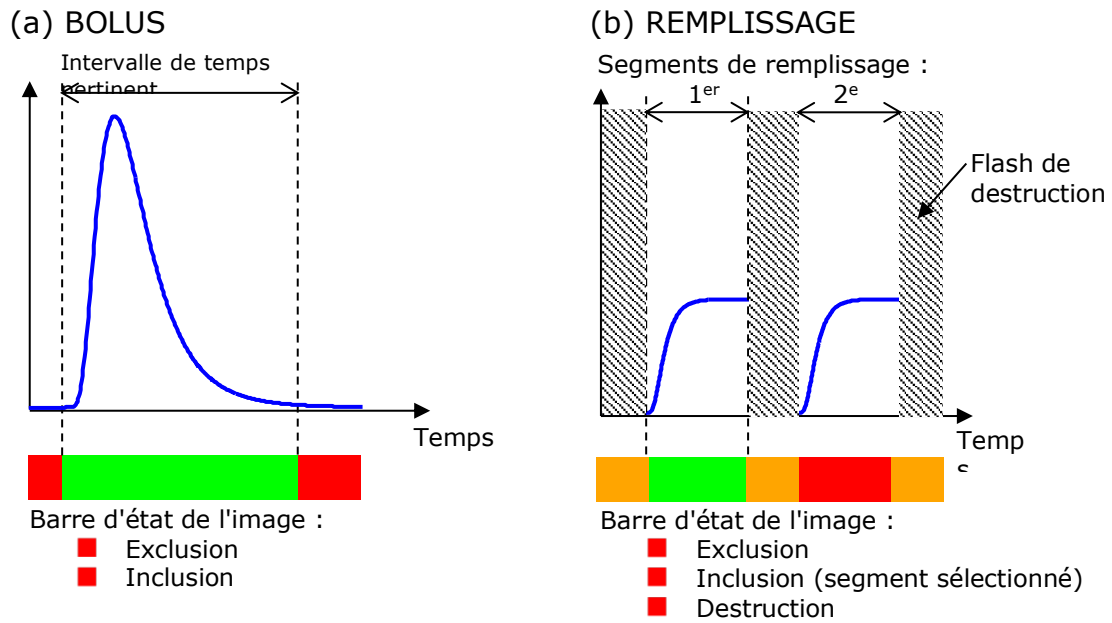 (a) BOLUS
Intervalle de temps
pertinent
Temps
Barre d'état de l'image :
Exclusion
Inclusion
(b) REMPLISSAGE
Segments de remplissage :
1er 2e
Flash de
destruction
Temp
s
Barre d'état de l'image :
Exclusion
Inclusion (segment sélectionné)
Destruction